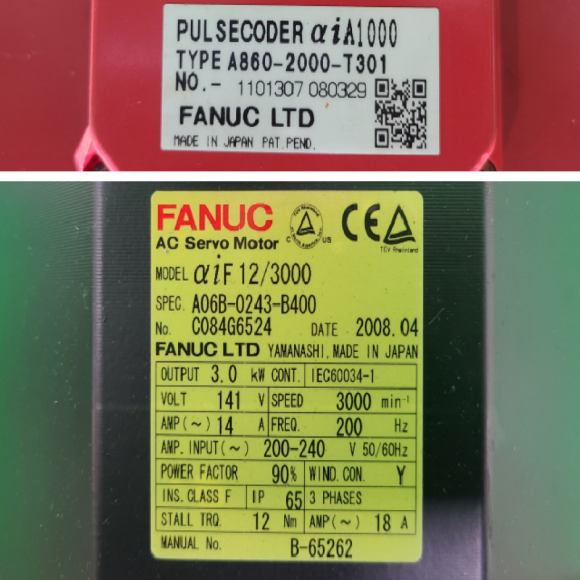 PULSECODER αiA1000
TYPE A860-2000-T301
NO.- 1101307 080329
FANUC LTD
MADE IN JAPAN PAT.PEND.
FANUC
AC Servo Motor
C US
CE
TÜV Rheinland
MODEL αiF 12/3000
SPEC. A06B-0243-B400
No. C084G6524 DATE 2008.04
FANUC LTD YAMANASHI, MADE IN JAPAN
OUTPUT 3.0 kW CONT. IEC60034-1
VOLT 141 V SPEED 3000 min⁻¹
AMP(~) 14 A FREQ. 200 Hz
AMP. INPUT(~) 200-240 V 50/60Hz
POWER FACTOR 90% WIND. CON. Y
INS. CLASS F IP 65 3 PHASES
STALL TRQ. 12 Nm AMP(~) 18 A
MANUAL No. B-65262